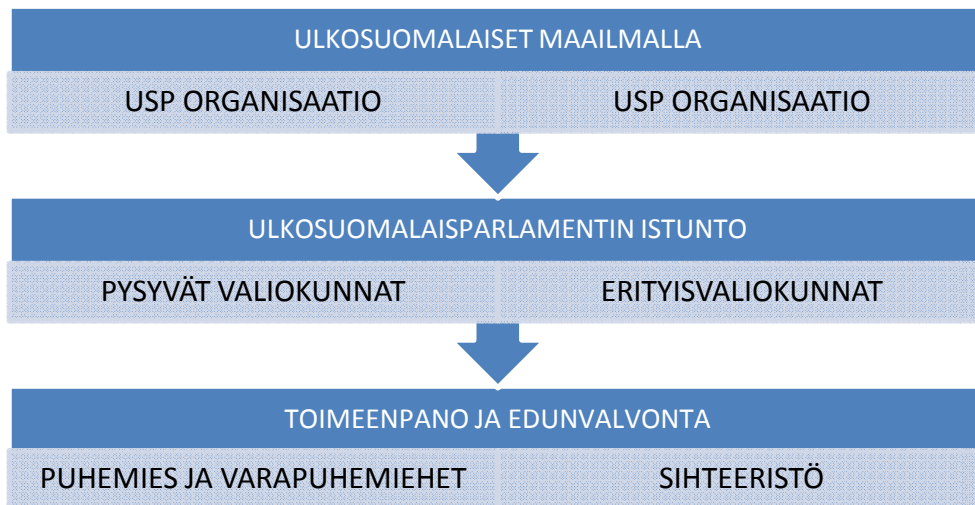 ULKOSUOMALAISET MAAILMALLA
USP ORGANISAATIO USP ORGANISAATIO
ULKOSUOMALAISPARLAMENTIN ISTUNTO
PYSYVÄT VALIOKUNNAT ERITYISVALIOKUNNAT
TOIMEENPANO JA EDUNVALVONTA
PUHEMIES JA VARAPUHEMIEHET SIHTEERISTÖ